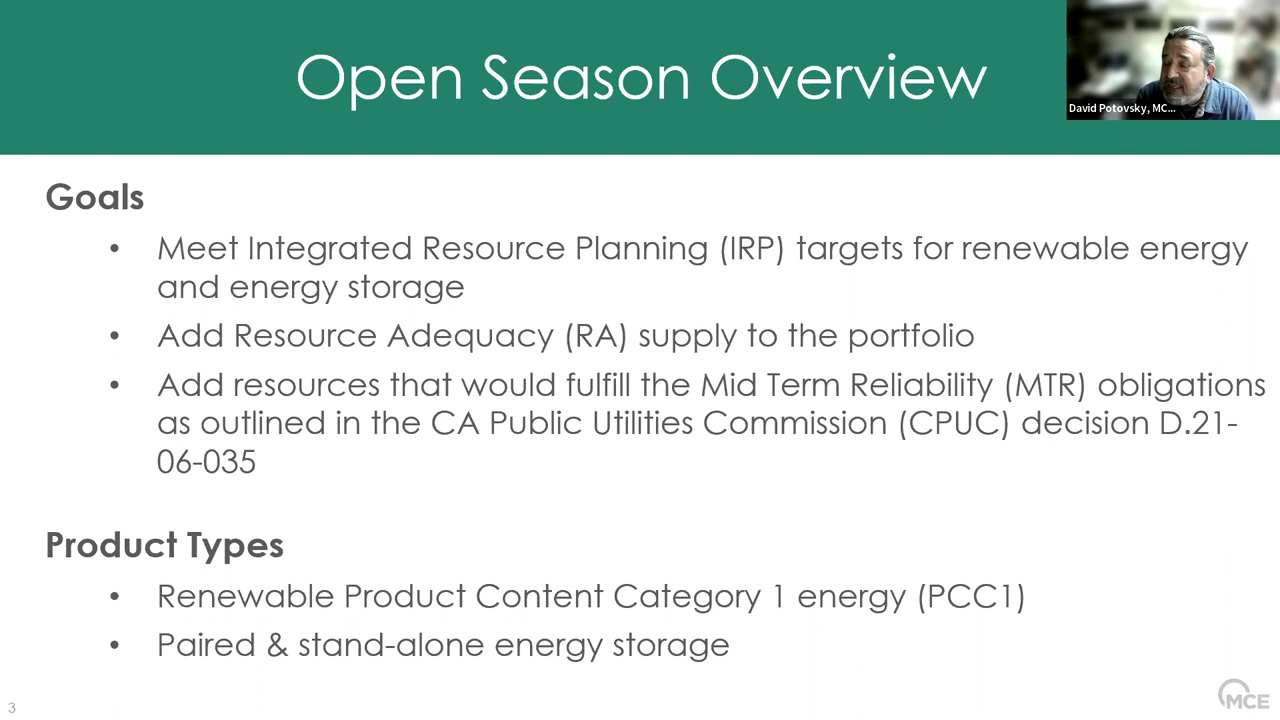 Open Season Overview
David Potovsky, MC...
Goals
• Meet Integrated Resource Planning (IRP) targets for renewable energy
and energy storage
• Add Resource Adequacy (RA) supply to the portfolio
• Add resources that would fulfill the Mid Term Reliability (MTR) obligations
as outlined in the CA Public Utilities Commission (CPUC) decision D.21-
06-035
Product Types
• Renewable Product Content Category 1 energy (PCC1)
• Paired & stand-alone energy storage
3
MCE